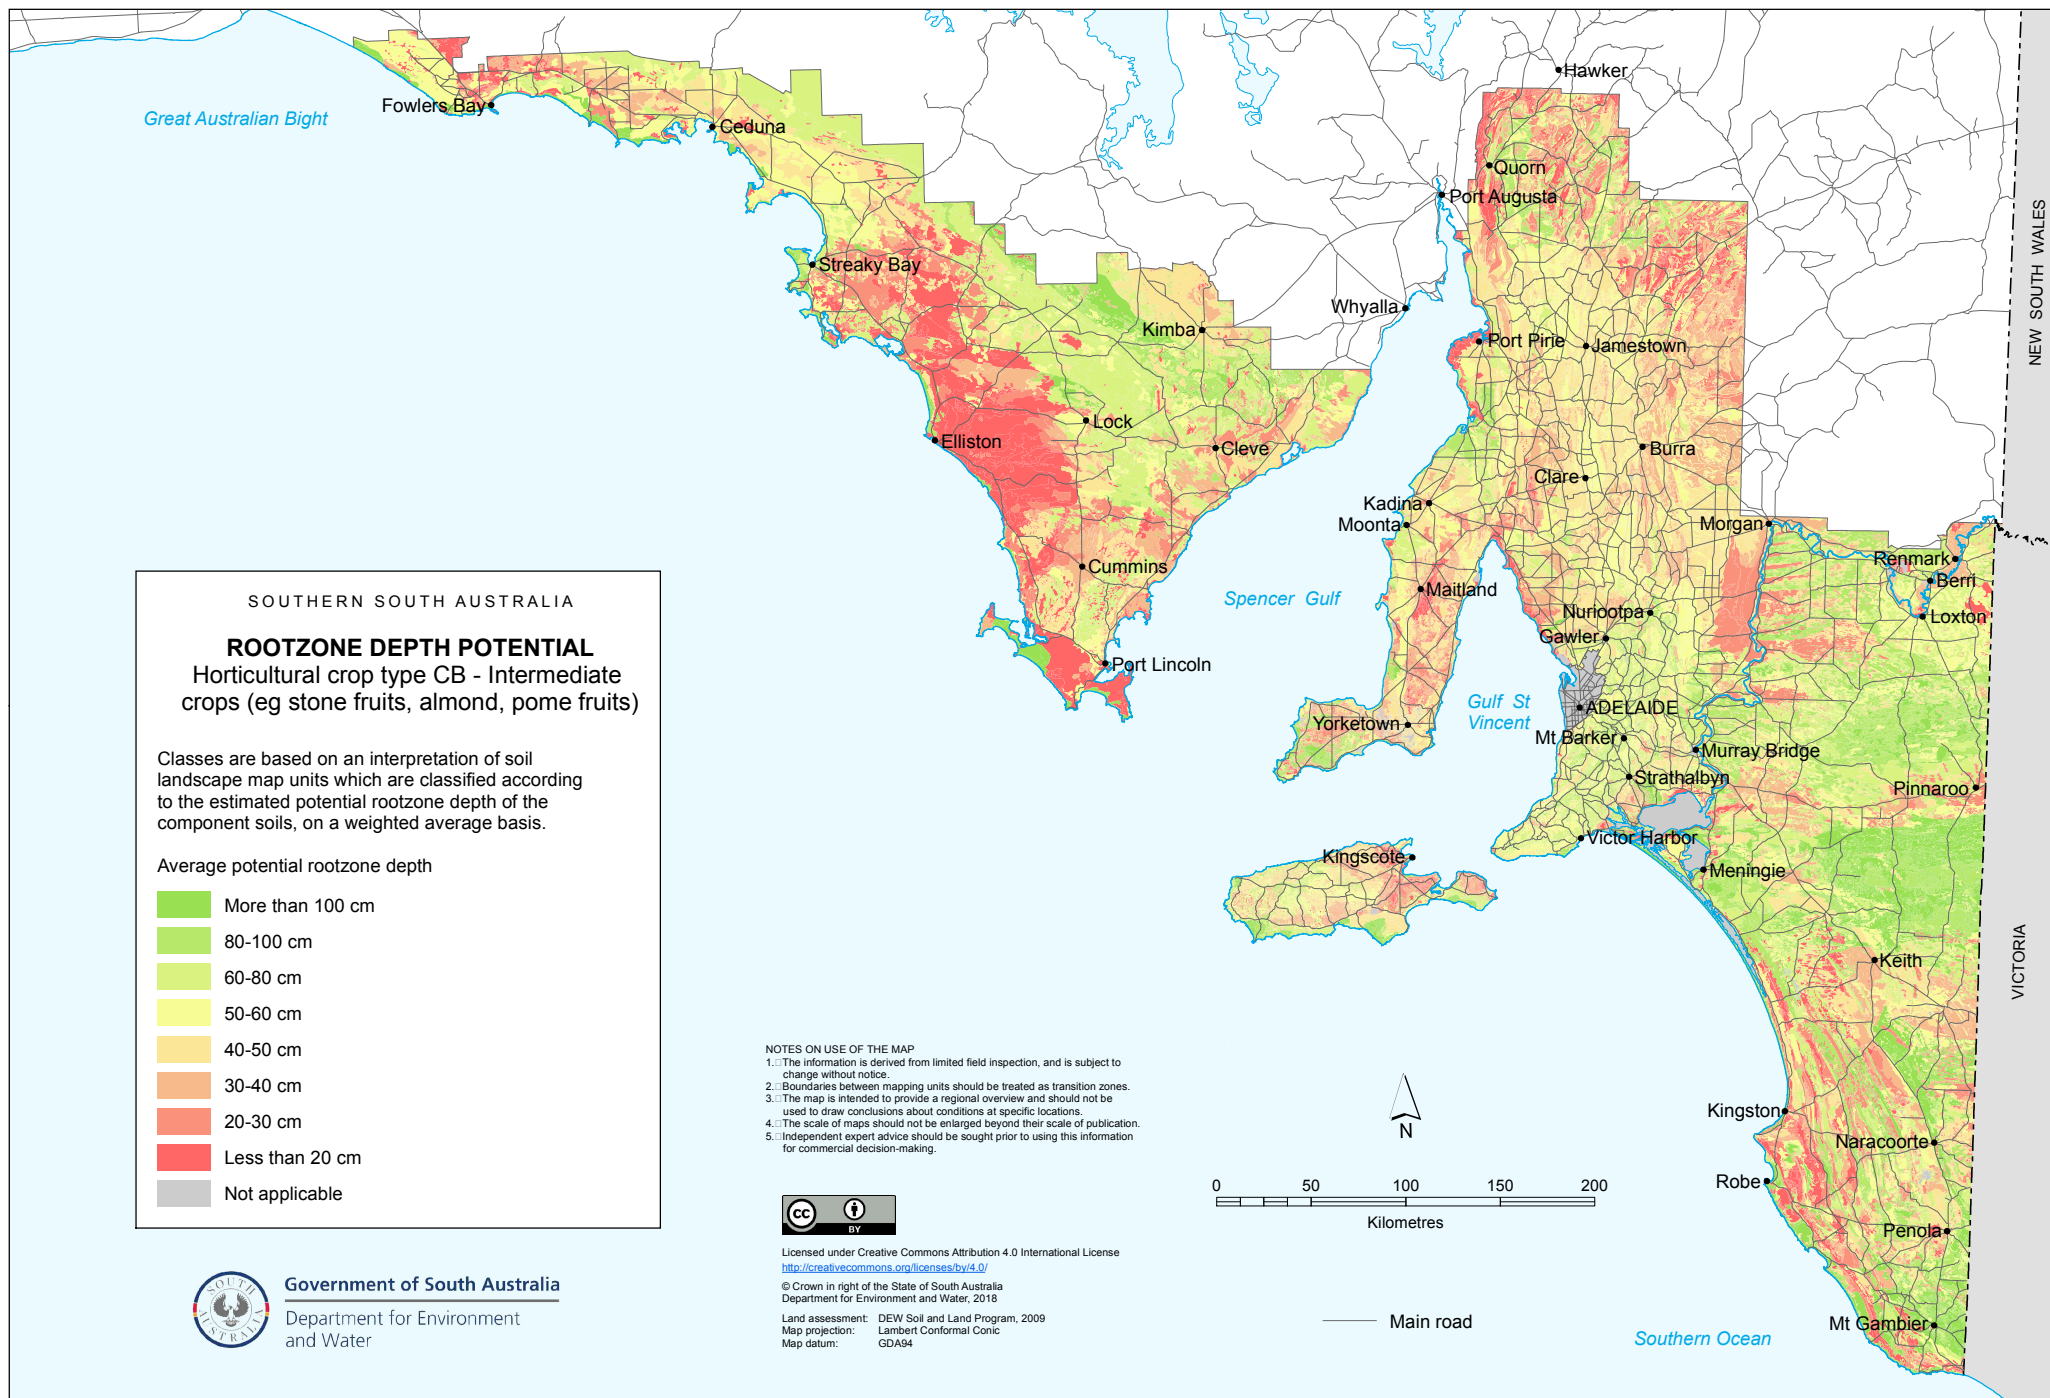 Hawker
Great Australian Bight
Fowlers Bay
Ceduna
Quorn
Port Augusta
NEW SOUTH WALES
Streaky Bay
Whyalla
Kimba
Port Pirie
Jamestown
Lock
Elliston
Cleve
Burra
Clare
Kadina
Moonta
Morgan
Renmark
Berri
Cummins
Maitland
Spencer Gulf
Nuriootpa
Loxton
Gawler
Port Lincoln
Gulf St
Vincent
ADELAIDE
Yorketown
Mt Barker
Murray Bridge
Strathalbyn
Pinnaroo
Victor Harbor
Kingscote
Meningie
Keith
VICTORIA
Kingston
Naracoorte
Robe
Penola
Mt Gambier
Southern Ocean
SOUTHERN SOUTH AUSTRALIA
ROOTZONE DEPTH POTENTIAL
Horticultural crop type CB - Intermediate
crops (eg stone fruits, almond, pome fruits)
Classes are based on an interpretation of soil
landscape map units which are classified according
to the estimated potential rootzone depth of the
component soils, on a weighted average basis.
Average potential rootzone depth
More than 100 cm
80-100 cm
60-80 cm
50-60 cm
40-50 cm
30-40 cm
20-30 cm
Less than 20 cm
Not applicable
SOUTH AUSTRALIA
Government of South Australia
Department for Environment
and Water
NOTES ON USE OF THE MAP
1. The information is derived from limited field inspection, and is subject to
change without notice.
2. Boundaries between mapping units should be treated as transition zones.
3. The map is intended to provide a regional overview and should not be
used to draw conclusions about conditions at specific locations.
4. The scale of maps should not be enlarged beyond their scale of publication.
5. Independent expert advice should be sought prior to using this information
for commercial decision-making.
cc
BY
Licensed under Creative Commons Attribution 4.0 International License
http://creativecommons.org/licenses/by/4.0/
© Crown in right of the State of South Australia
Department for Environment and Water, 2018
Land assessment: DEW Soil and Land Program, 2009
Map projection: Lambert Conformal Conic
Map datum: GDA94
N
0 50 100 150 200
Kilometres
Main road